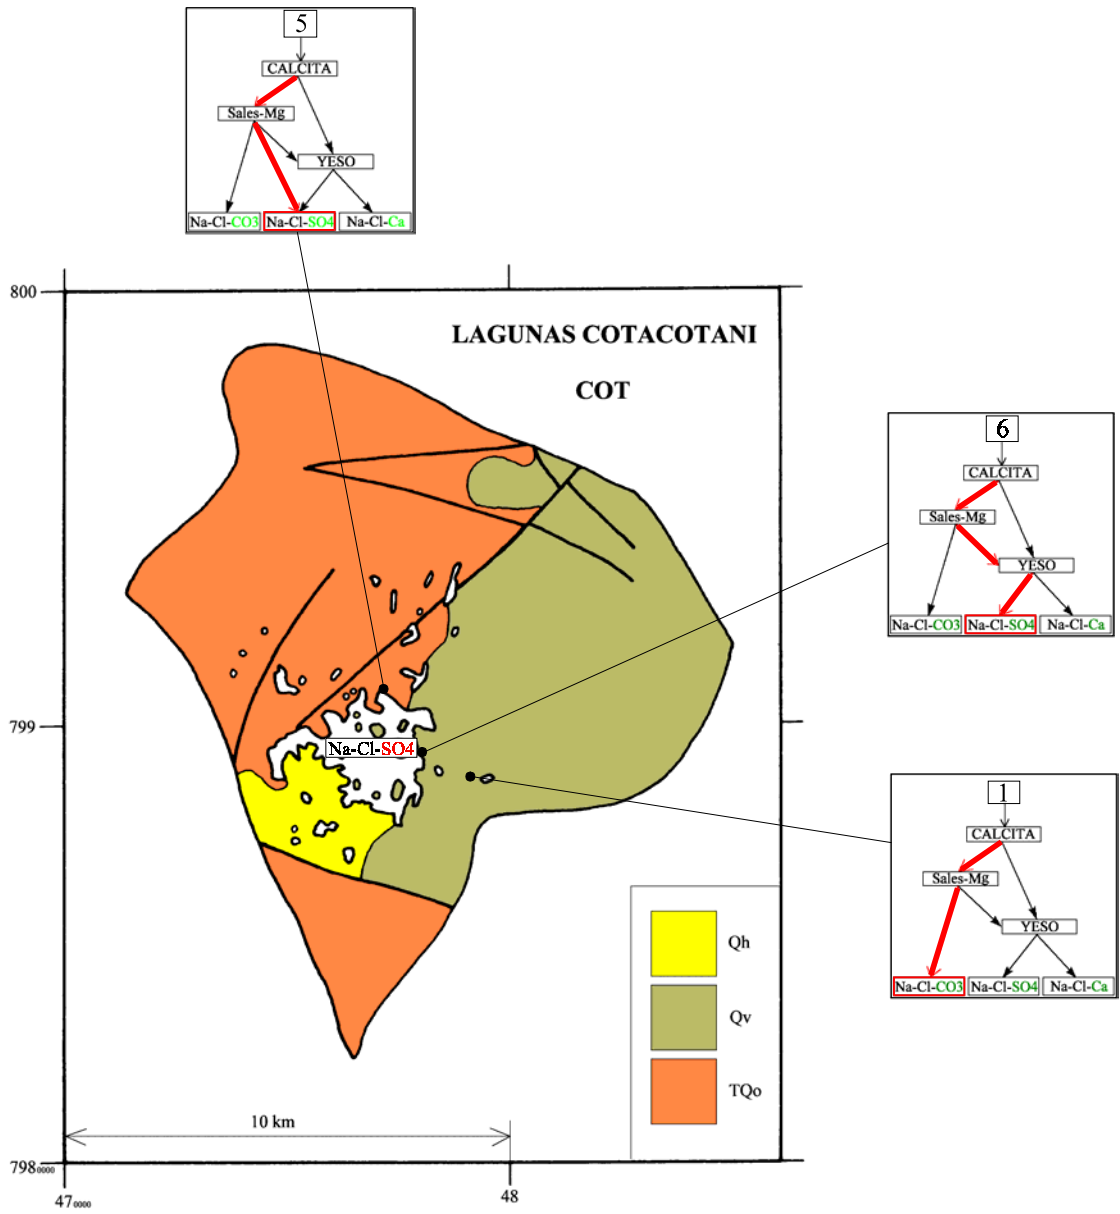 5
CALCITA
Sales-Mg
YESO
Na-Cl-CO3 Na-Cl-SO4 Na-Cl-Ca
800
LAGUNAS COTACOTANI
COT
6
CALCITA
Sales-Mg
YESO
Na-Cl-CO3 Na-Cl-SO4 Na-Cl-Ca
799
Na-Cl-SO4
1
CALCITA
Sales-Mg
YESO
Na-Cl-CO3 Na-Cl-SO4 Na-Cl-Ca
Qh
Qv
TQo
10 km
7980000
470000 48